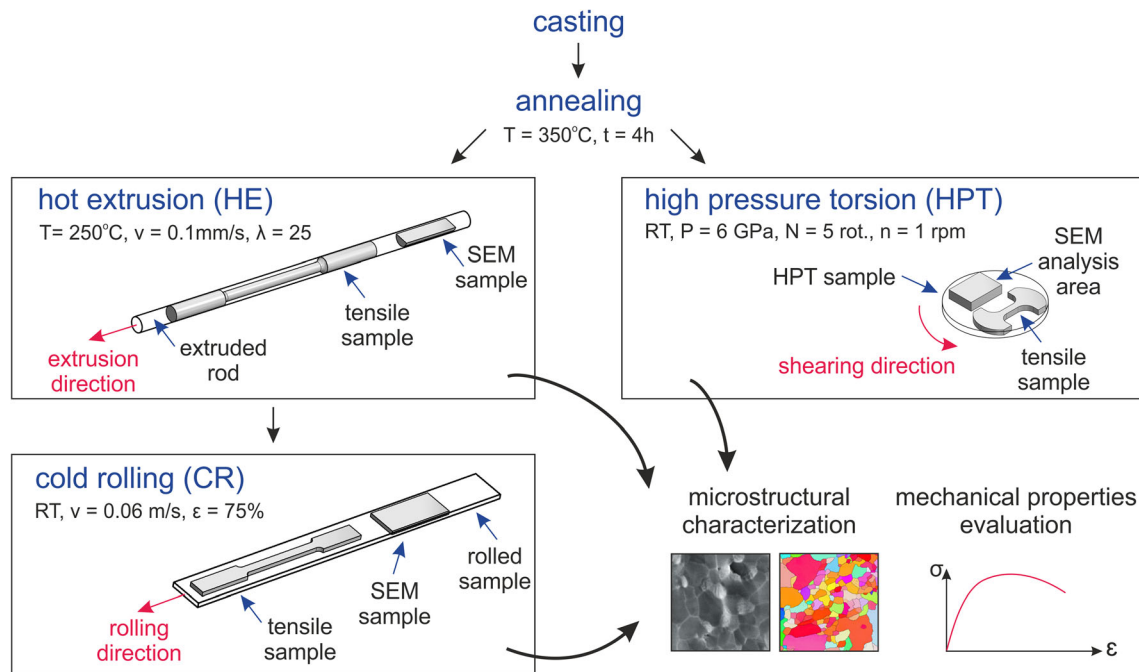 casting
annealing
T = 350°C, t = 4h
hot extrusion (HE)
T= 250°C, v = 0.1mm/s, λ = 25
SEM
sample
tensile
sample
extruded
rod
extrusion
direction
high pressure torsion (HPT)
RT, P = 6 GPa, N = 5 rot., n = 1 rpm
SEM
analysis
area
HPT sample
shearing direction
tensile
sample
cold rolling (CR)
RT, v = 0.06 m/s, ε = 75%
rolled
sample
SEM
sample
tensile
sample
rolling
direction
microstructural
characterization
mechanical properties
evaluation
σ
ε